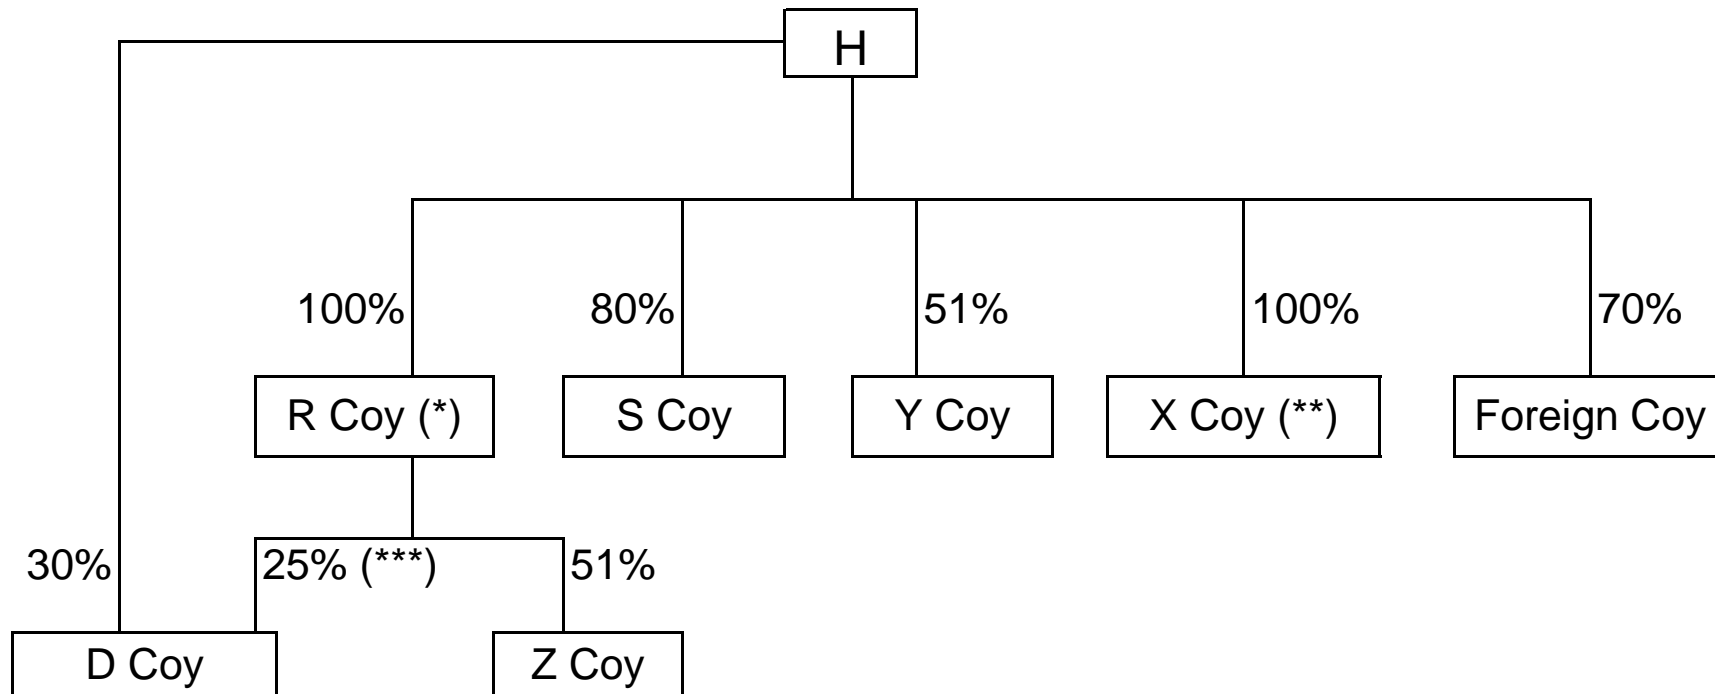 H
100%
80%
51%
100%
70%
R Coy (*)
S Coy
Y Coy
X Coy (**)
Foreign Coy
30%
25% (***)
51%
D Coy
Z Coy